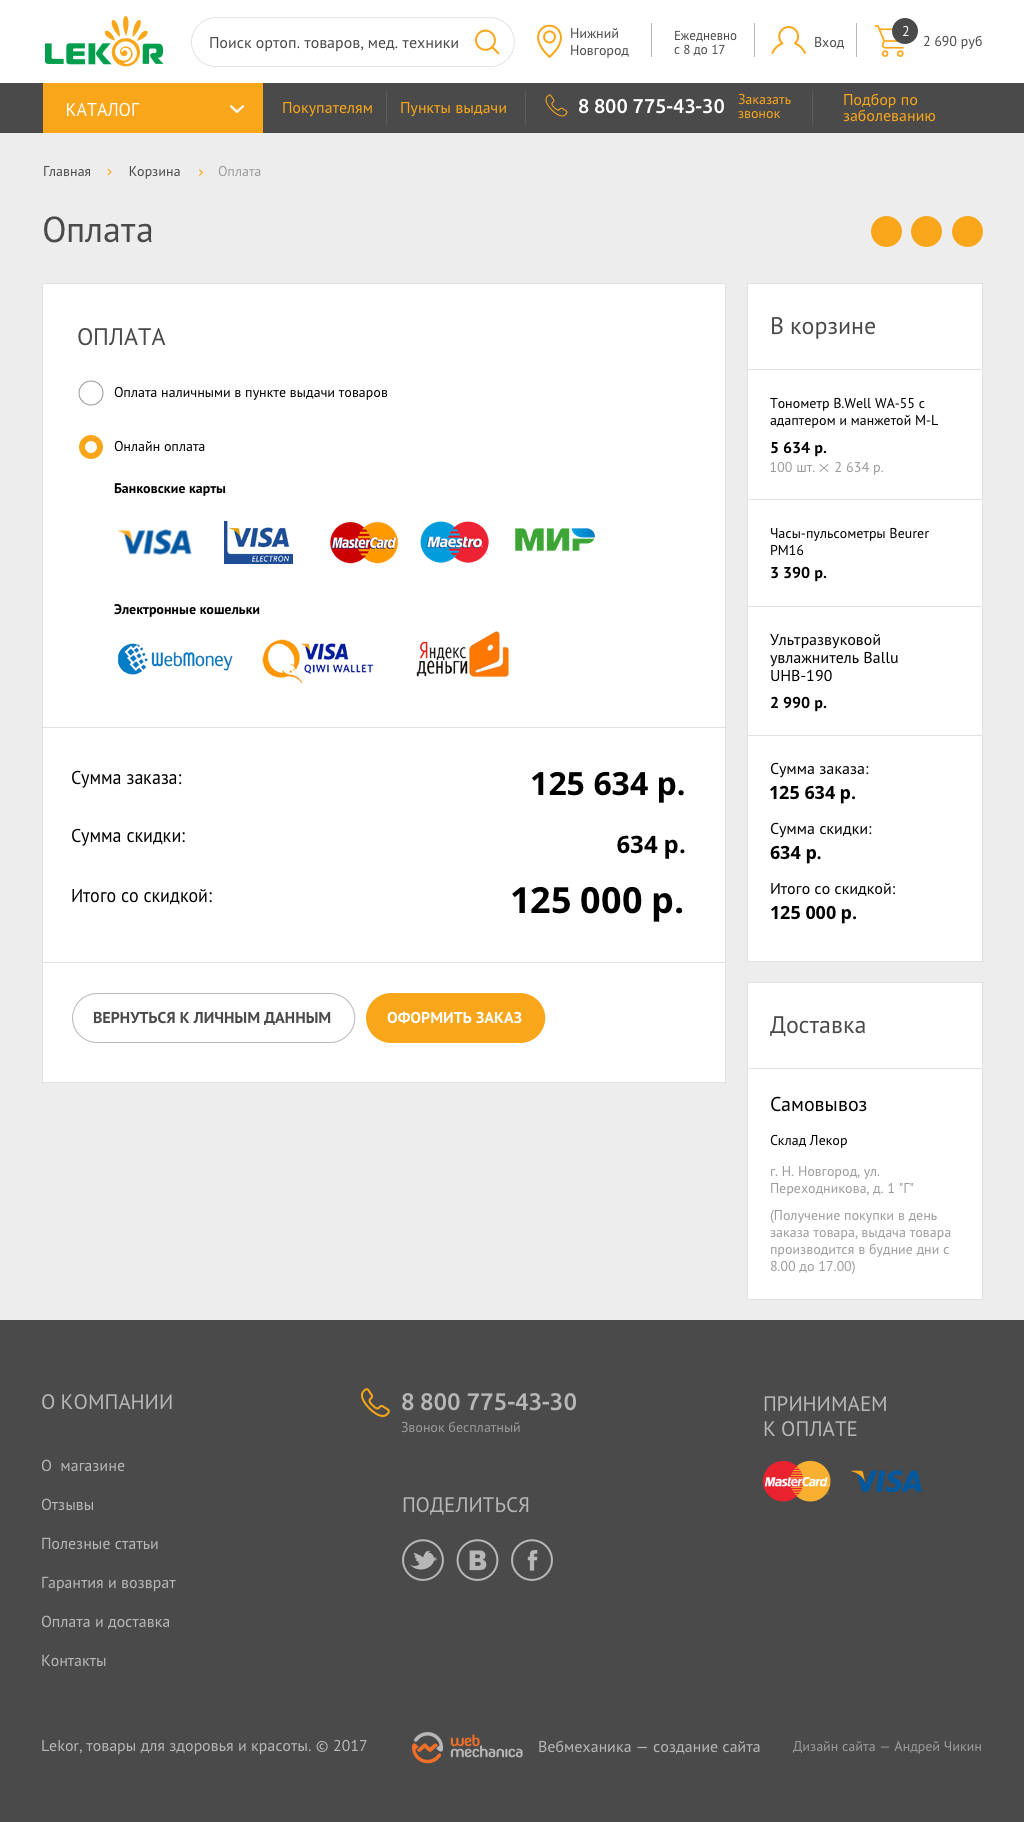 LEKOR
Поиск ортоп. товаров, мед. техники
Нижний
Новгород
Ежедневно
с 8 до 17
Вход
2
2 690 руб
КАТАЛОГ
Покупателям
Пункты выдачи
8 800 775-43-30
Заказать
звонок
Подбор по
заболеванию
Главная
Корзина
Оплата
Оплата
ОПЛАТА
Оплата наличными в пункте выдачи товаров
Онлайн оплата
Банковские карты
VISA
VISA
ELECTRON
MasterCard
Maestro
МИР
Электронные кошельки
WebMoney
VISA
QIWI WALLET
Яндекс
деньги
Сумма заказа:
125 634 р.
Сумма скидки:
634 р.
Итого со скидкой:
125 000 р.
ВЕРНУТЬСЯ К ЛИЧНЫМ ДАННЫМ
ОФОРМИТЬ ЗАКАЗ
В корзине
Тонометр B.Well WA-55 с
адаптером и манжетой M-L
5 634 р.
100 шт. × 2 634 р.
Часы-пульсометры Beurer
PM16
3 390 р.
Ультразвуковой
увлажнитель Ballu
UHB-190
2 990 р.
Сумма заказа:
125 634 р.
Сумма скидки:
634 р.
Итого со скидкой:
125 000 р.
Доставка
Самовывоз
Склад Лекор
г. Н. Новгород, ул.
Переходникова, д. 1 "Г"
(Получение покупки в день
заказа товара, выдача товара
производится в будние дни с
8.00 до 17.00)
О КОМПАНИИ
О магазине
Отзывы
Полезные статьи
Гарантия и возврат
Оплата и доставка
Контакты
8 800 775-43-30
Звонок бесплатный
ПОДЕЛИТЬСЯ
В
f
ПРИНИМАЕМ
К ОПЛАТЕ
MasterCard
VISA
Lekor, товары для здоровья и красоты. © 2017
web
mechanica
Вебмеханика — создание сайта
Дизайн сайта — Андрей Чикин